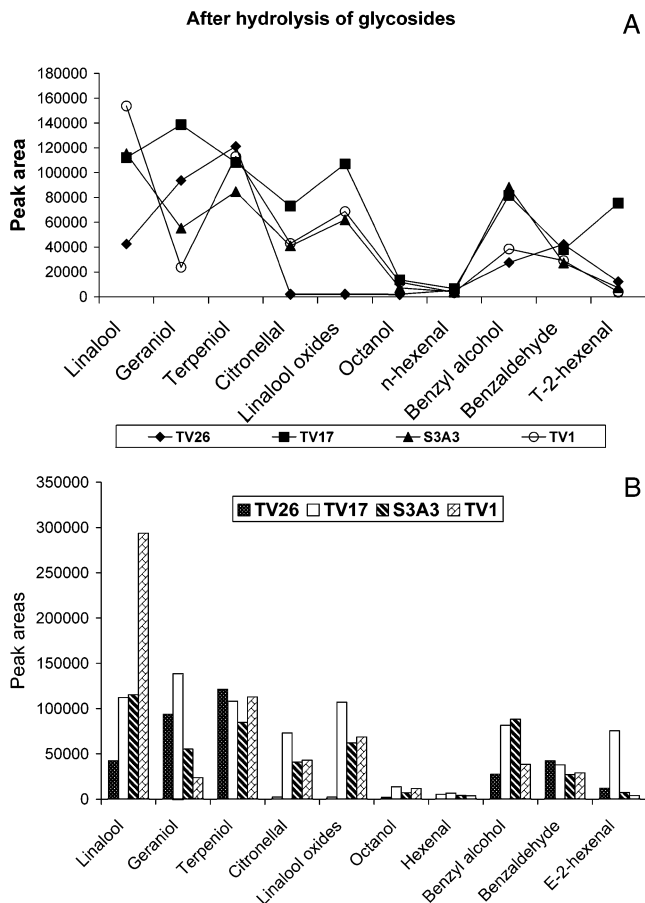 After hydrolysis of glycosides
A
Peak area
180000
160000
140000
120000
100000
80000
60000
40000
20000
0
Linalool
Geraniol
Terpeniol
Citronellal
Linalool oxides
Octanol
n-hexenal
Benzyl alcohol
Benzaldehyde
T-2-hexenal
TV26 TV17 S3A3 TV1
B
Peak areas
350000
300000
250000
200000
150000
100000
50000
0
TV26 TV17 S3A3 TV1
Linalool
Geraniol
Terpeniol
Citronellal
Linalool oxides
Octanol
Hexenal
Benzyl alcohol
Benzaldehyde
E-2-hexenal